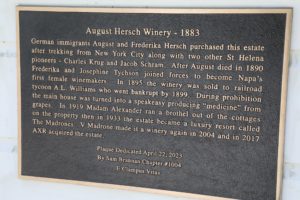 August Hersch Winery - 1883
German immigrants August and Frederika Hersch purchased this estate
after trekking from New York City along with two other St Helena
pioneers - Charles Krug and Jacob Schram. After August died in 1890
Frederika and Josephine Tychson joined forces to become Napa's
first female winemakers. In 1895 the winery was sold to railroad
tycoon A.L. Williams who went bankrupt by 1899. During prohibition
the main house was turned into a speakeasy producing "medicine" from
grapes. In 1919 Madam Alexander ran a brothel out of the cottages
on the property then in 1933 the estate became a luxury resort called
The Madrones. V Madrone made it a winery again in 2004 and in 2017
AXR acquired the estate.
Plaque Dedicated April 22, 2023
By Sam Brannan Chapter #1004
E Clampus Vitus